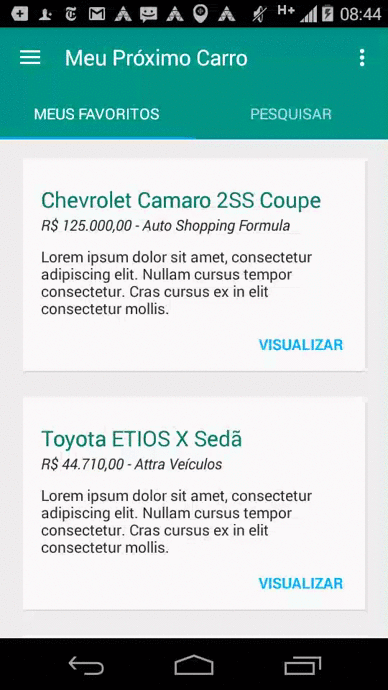 H+ 08:44
Meu Próximo Carro
MEUS FAVORITOS PESQUISAR
Chevrolet Camaro 2SS Coupe
R$ 125.000,00 - Auto Shopping Formula
Lorem ipsum dolor sit amet, consectetur
adipiscing elit. Nullam cursus tempor
consectetur. Cras cursus ex in elit
consectetur mollis.
VISUALIZAR
Toyota ETIOS X Sedã
R$ 44.710,00 - Attra Veículos
Lorem ipsum dolor sit amet, consectetur
adipiscing elit. Nullam cursus tempor
consectetur. Cras cursus ex in elit
consectetur mollis.
VISUALIZAR